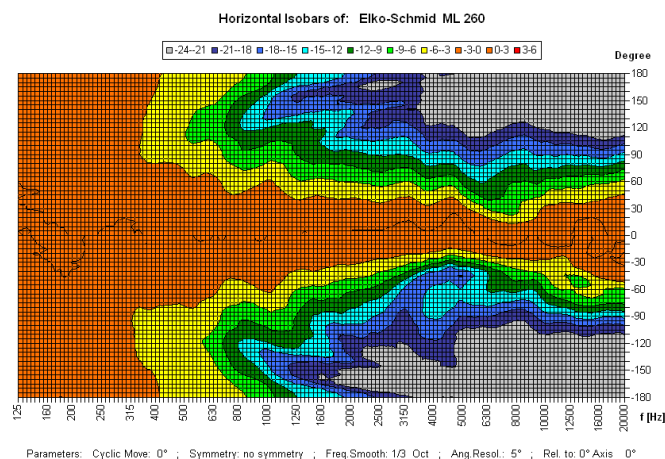 Horizontal Isobars of: Elko-Schmid ML 260
-24--21 -21--18 -18--15 -15--12 -12--9 -9--6 -6--3 -3-0 0-3 3-6
Degree
180
150
120
90
60
30
0
-30
-60
-90
-120
-150
-180
125 160 200 250 315 400 500 630 800 1000 1250 1600 2000 2500 3150 4000 5000 6300 8000 10000 12500 16000 20000
f [Hz]
Parameters: Cyclic Move: 0° ; Symmetry: no symmetry ; Freq.Smooth: 1/3 Oct ; Ang.Resol.: 5° ; Rel. to: 0° Axis 0°